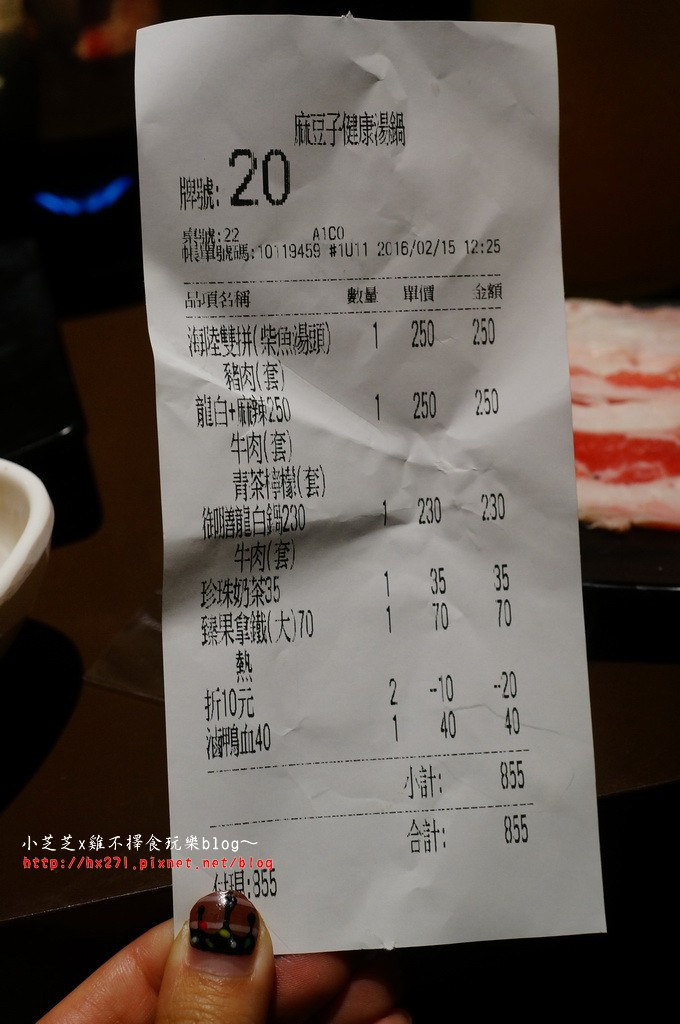 麻豆子健康湯鍋
牌號: 20
桌號:22 A1C0
帳單號碼:10119459 #1U11 2016/02/15 12:25
品項名稱 數量 單價 金額
海陸雙拼(柴魚湯頭) 1 250 250
豬肉(套)
龍白+麻辣250 1 250 250
牛肉(套)
青茶檸檬(套)
徐明善龍白鍋230 1 230 230
牛肉(套)
珍珠奶茶35 1 35 35
臻果拿鐵(大)70 1 70 70
熱
折10元 2 --10 --20
滷鴨血40 1 40 40
小計: 855
合計: 855
付現:855
小芝芝x雞不擇食玩樂blog～
http://hx271.pixnet.net/blog